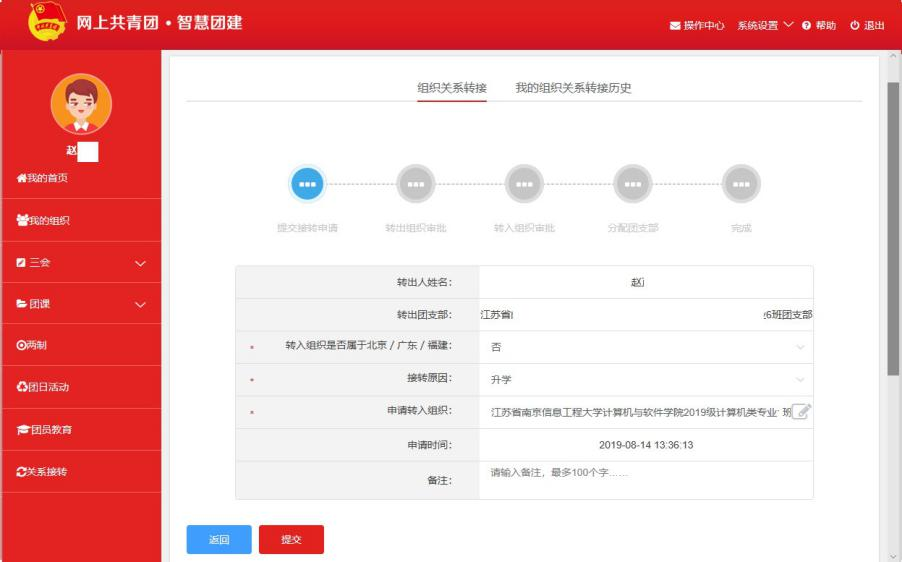 网上共青团·智慧团建
操作中心 系统设置 帮助 退出
赵
我的首页
我的组织
三会
团课
两制
团日活动
团员教育
关系接转
组织关系转接 我的组织关系转接历史
提交接转申请 转出组织审批 转入组织审批 分配团支部 完成
转出人姓名： 赵
转出团支部： 江苏省 6班团支部
* 转入组织是否属于北京 / 广东 / 福建： 否
* 接转原因： 升学
* 申请转入组织： 江苏省南京信息工程大学计算机与软件学院2019级计算机类专业 班
申请时间： 2019-08-14 13:36:13
备注： 请输入备注，最多100个字……
返回 提交